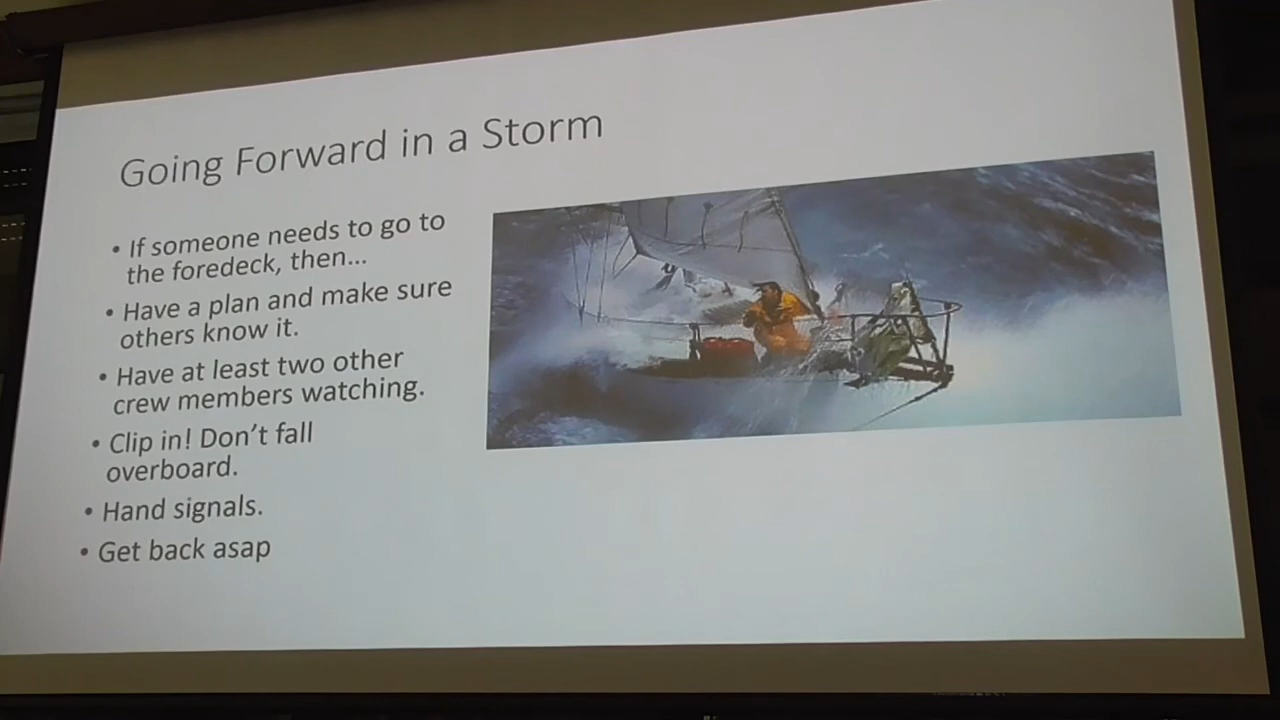 Going Forward in a Storm
• If someone needs to go to
the foredeck, then...
• Have a plan and make sure
others know it.
• Have at least two other
crew members watching.
• Clip in! Don't fall
overboard.
• Hand signals.
• Get back asap